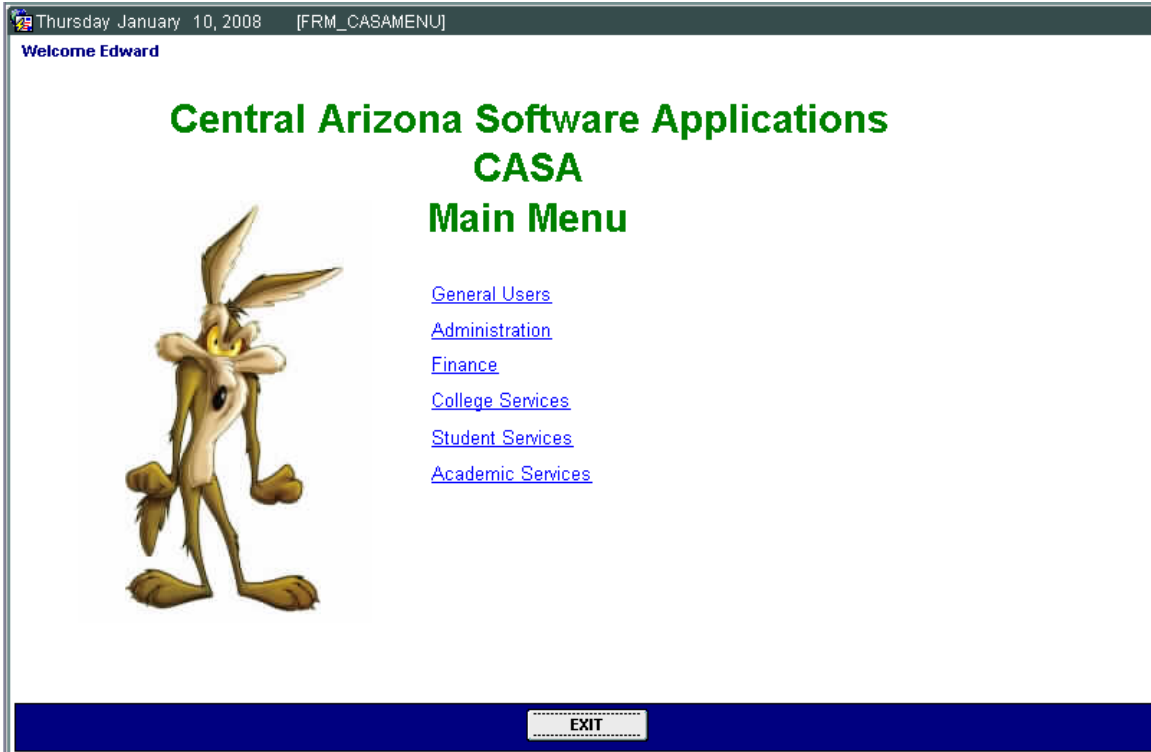 Thursday January 10, 2008 [FRM_CASAMENU]
Welcome Edward
Central Arizona Software Applications
CASA
Main Menu
General Users
Administration
Finance
College Services
Student Services
Academic Services
EXIT